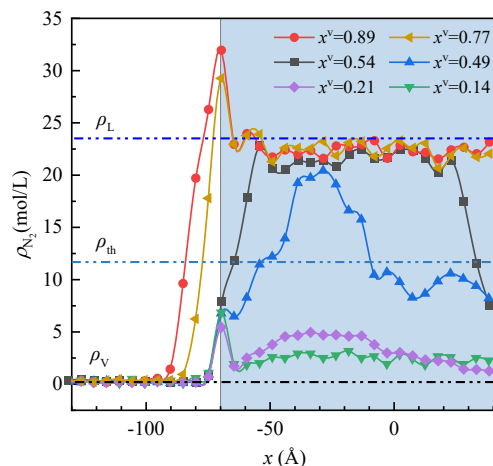 35
30
25
20
15
10
5
0
ρN₂(mol/L)
xᵛ=0.89
xᵛ=0.77
xᵛ=0.54
xᵛ=0.49
xᵛ=0.21
xᵛ=0.14
ρL
ρth
ρV
-100
-50
0
x (Å)